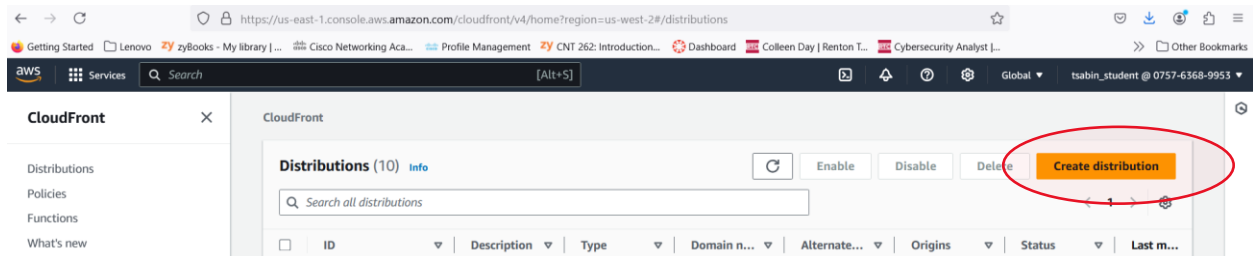 https://us-east-1.console.aws.amazon.com/cloudfront/v4/home?region=us-west-2#/distributions
Getting Started Lenovo zyBooks - My library | ... Cisco Networking Aca... Profile Management CNT 262: Introduction... Dashboard Colleen Day | Renton T... Cybersecurity Analyst |... Other Bookmarks
aws Services Search [Alt+S] Global tsabin_student @ 0757-6368-9953
CloudFront
CloudFront
Distributions
Policies
Functions
What's new
Distributions (10) Info Enable Disable Delete Create distribution
Search all distributions 1
ID Description Type Domain n... Alternate... Origins Status Last m...